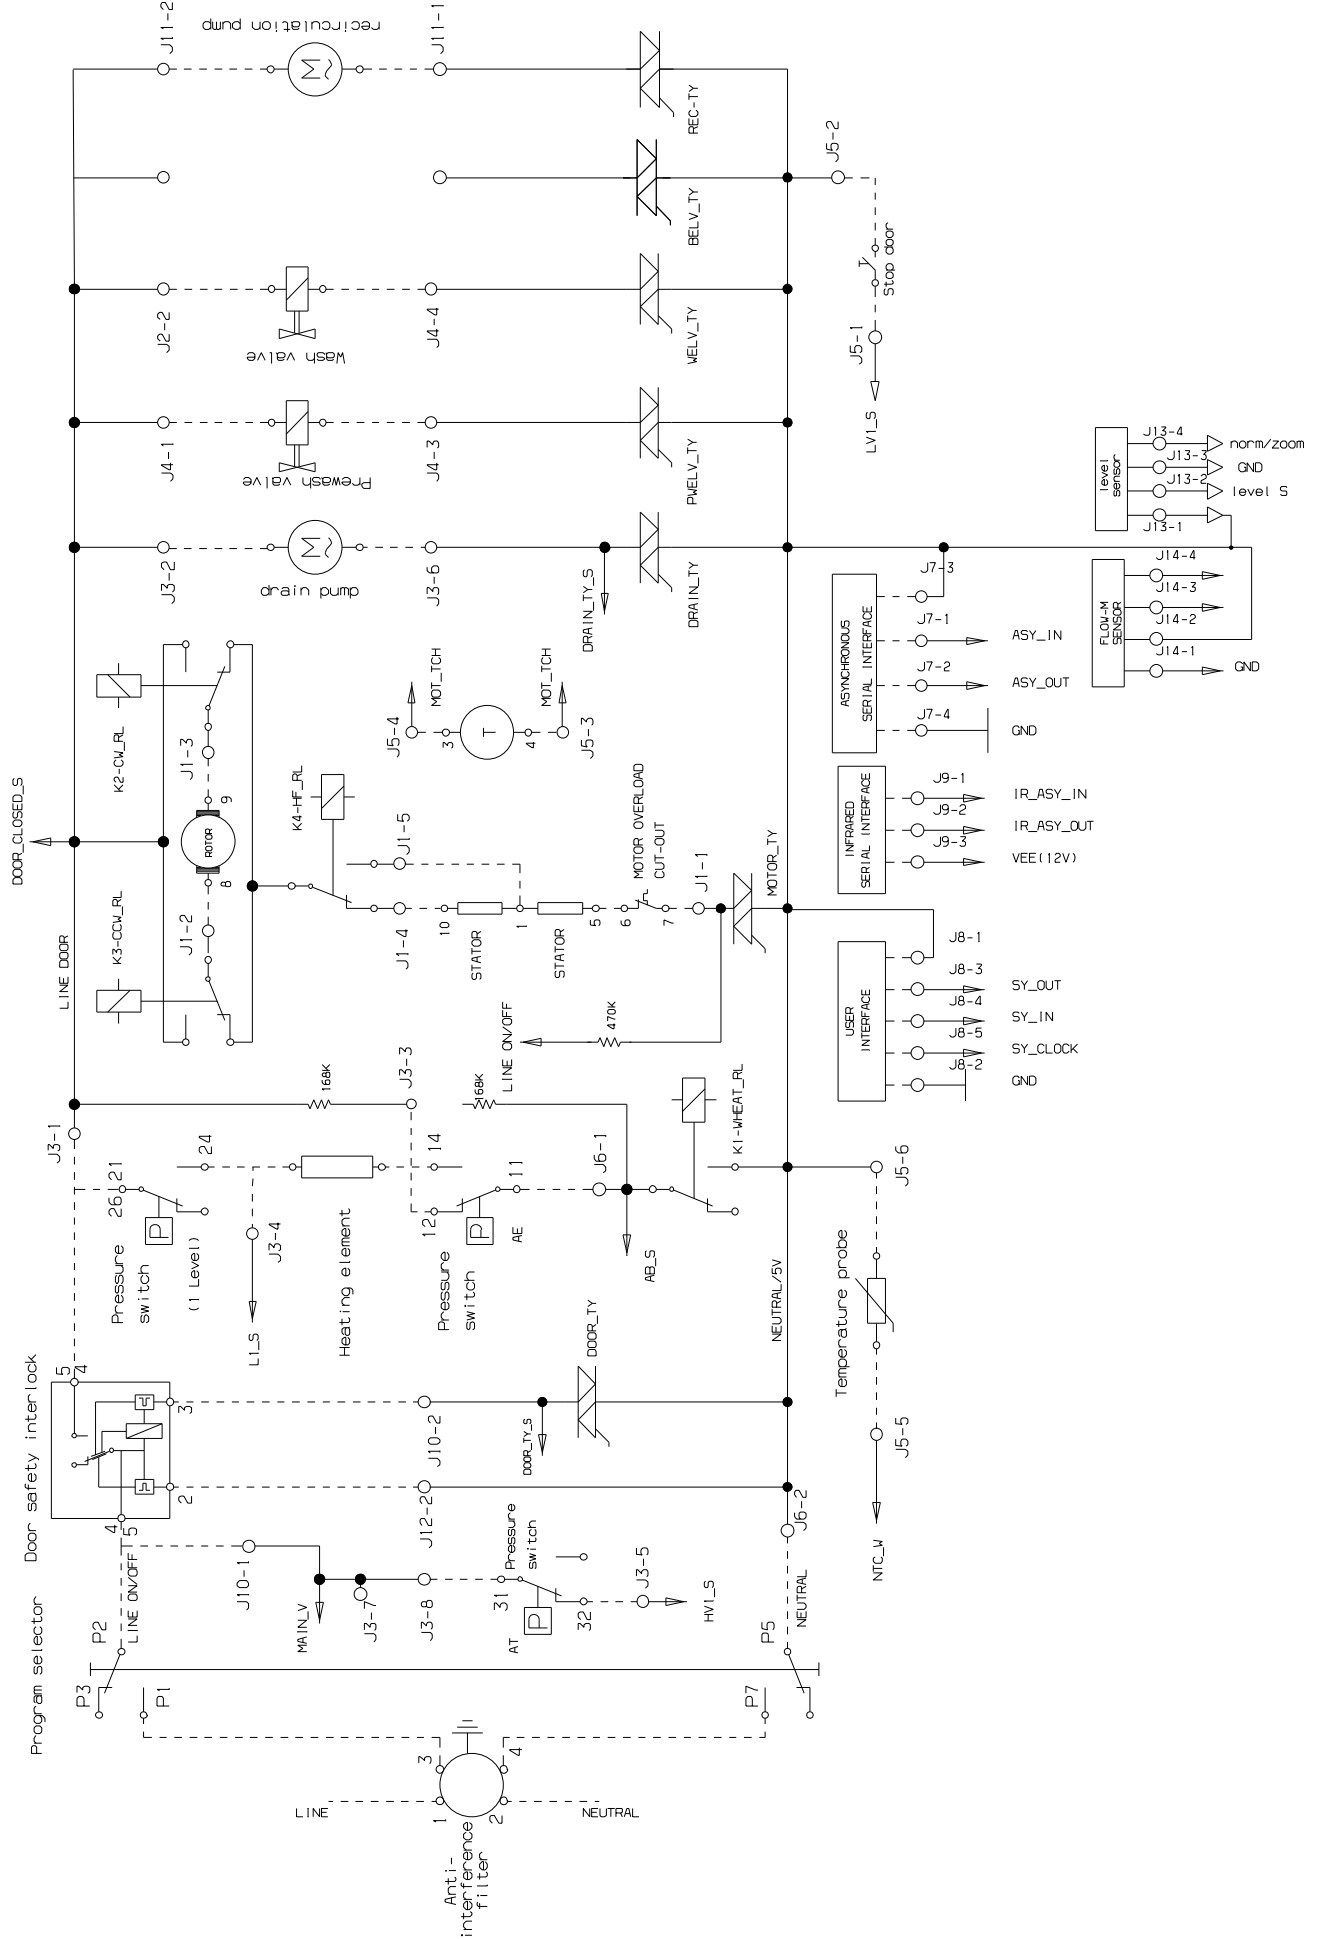 J11-2
recirculation pump
J11-1
REC-TY
BELV_TY
J5-2
Stop door
J5-1
LV1_S
J2-2
Wash valve
J4-4
WELV_TY
J4-1
Prewash valve
J4-3
PWELV_TY
J3-2
drain pump
J3-6
DRAIN_TY_S
DRAIN_TY
level
sensor
J13-4
norm/zoom
J13-3
GND
J13-2
level S
J13-1
FLOW-M
SENSOR
J14-4
J14-3
J14-2
J14-1
GND
ASYNCHRONOUS
SERIAL INTERFACE
J7-3
J7-1
ASY_IN
J7-2
ASY_OUT
J7-4
GND
INFRARED
SERIAL INTERFACE
J9-1
IR_ASY_IN
J9-2
IR_ASY_OUT
J9-3
VEE(12V)
USER
INTERFACE
J8-1
J8-3
SY_OUT
J8-4
SY_IN
J8-5
SY_CLOCK
J8-2
GND
DOOR_CLOSED_S
LINE DOOR
K2-CW_RL
J1-3
9
ROTOR
8
J1-2
K3-CCW_RL
K4-HF_RL
J1-5
J1-4
10
STATOR
1
STATOR
5
6
7
MOTOR OVERLOAD
CUT-OUT
J1-1
MOTOR_TY
J5-4
MOT_TCH
3
T
4
MOT_TCH
J5-3
LINE ON/OFF
470K
J3-1
168K
J3-3
168K
K1-WHEAT_RL
26
21
24
P
Pressure
switch
(1 Level)
J3-4
L1_S
Heating element
14
12
11
P
AE
Pressure
switch
J6-1
AB_S
NEUTRAL/5V
J5-6
Temperature probe
J5-5
NTC_W
Door safety interlock
5
4
3
2
4
5
J10-2
DOOR_TY_S
DOOR_TY
J12-2
J6-2
NEUTRAL
LINE ON/OFF
J10-1
MAIN_V
J3-7
J3-8
31
Pressure
switch
P
AT
32
J3-5
HV1_S
Program selector
P3
P2
P1
P5
P7
3
4
1
2
LINE
NEUTRAL
Anti-
interference
filter
M
M